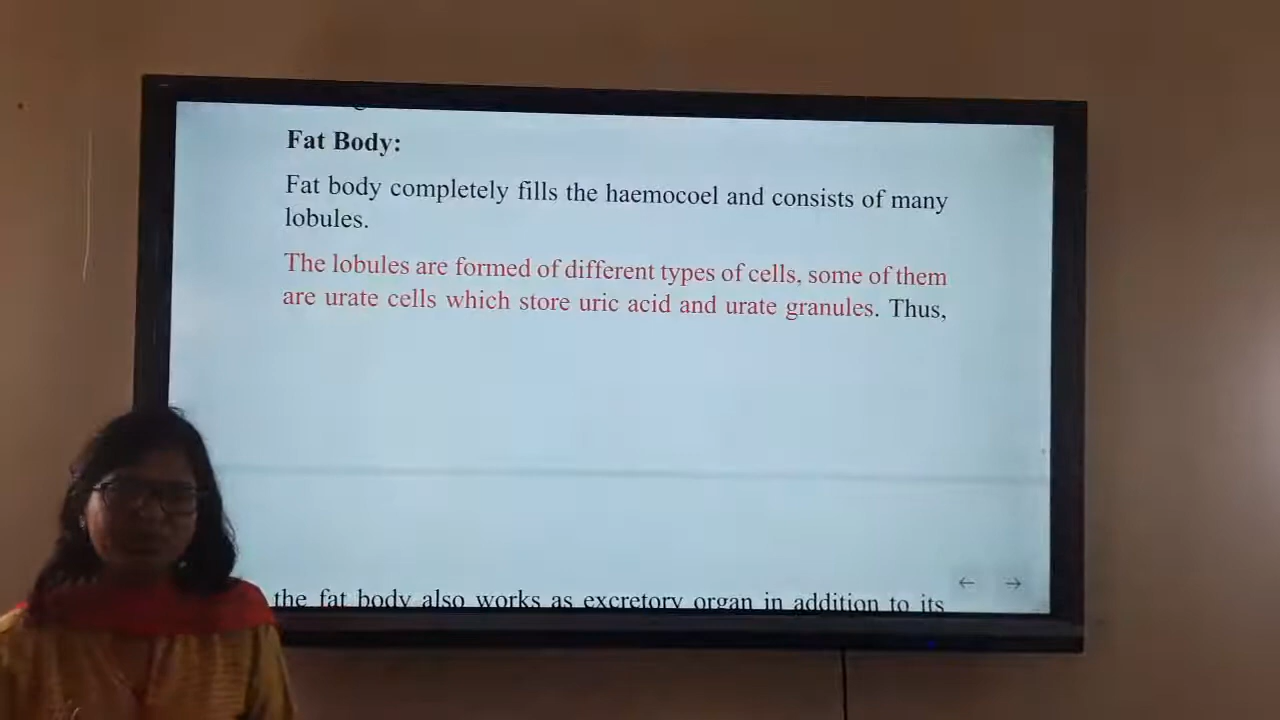 Fat Body:
Fat body completely fills the haemocoel and consists of many
lobules.
The lobules are formed of different types of cells, some of them
are urate cells which store uric acid and urate granules. Thus,
the fat body also works as excretory organ in addition to its